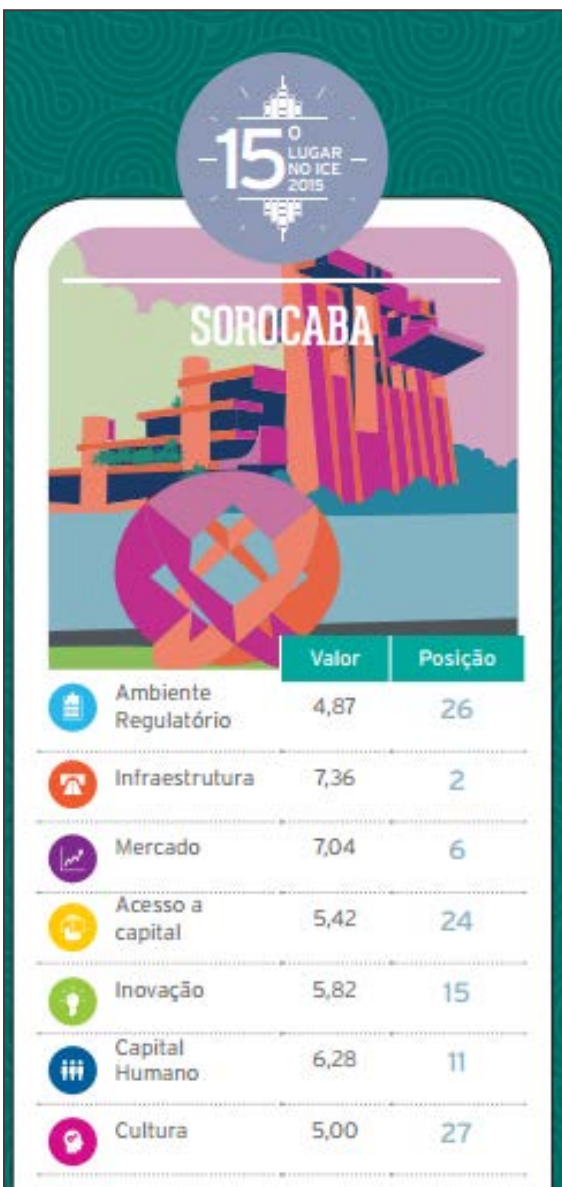 15º
LUGAR
NO ICE
2015
SOROCABA
Valor Posição
Ambiente
Regulatório 4,87 26
Infraestrutura 7,36 2
Mercado 7,04 6
Acesso a
capital 5,42 24
Inovação 5,82 15
Capital
Humano 6,28 11
Cultura 5,00 27